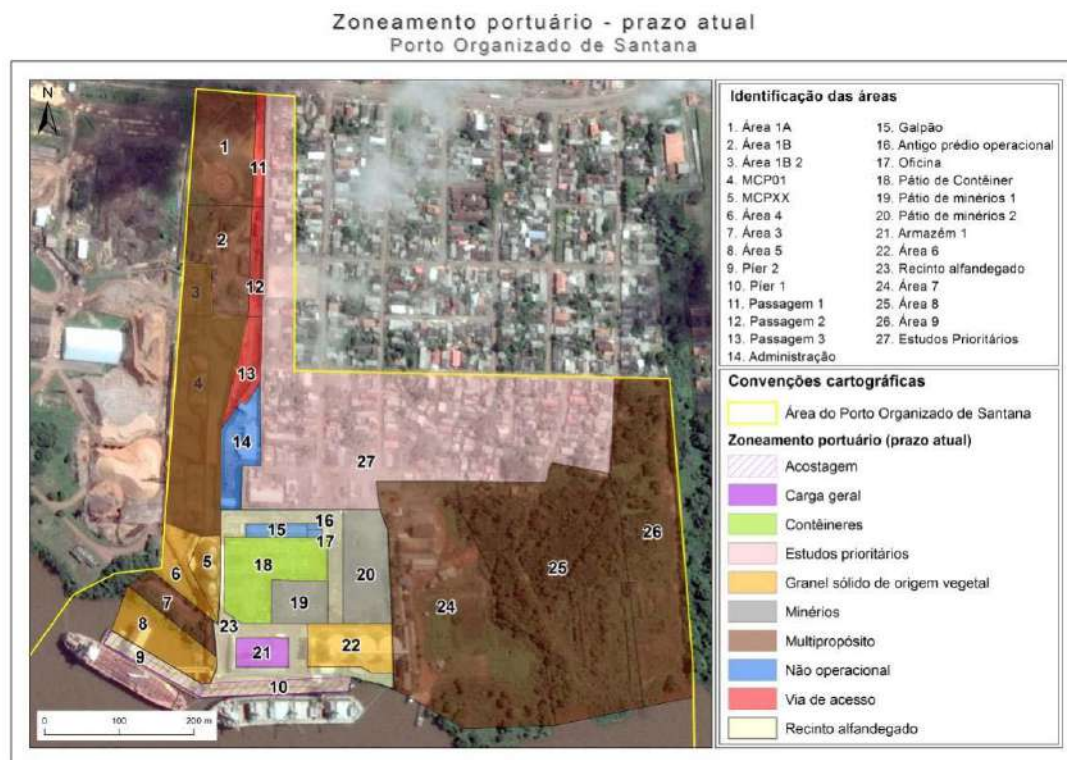 Zoneamento portuário - prazo atual
Porto Organizado de Santana
N
1
11
2
3
12
4
13
14
27
16
15
17
5
18
6
20
25
26
7
19
24
8
23
9
21
22
10
0 100 200 m
Identificação das áreas
1. Área 1A
2. Área 1B
3. Área 1B 2
4. MCP01
5. MCPXX
6. Área 4
7. Área 3
8. Área 5
9. Píer 2
10. Píer 1
11. Passagem 1
12. Passagem 2
13. Passagem 3
14. Administração
15. Galpão
16. Antigo prédio operacional
17. Oficina
18. Pátio de Contêiner
19. Pátio de minérios 1
20. Pátio de minérios 2
21. Armazém 1
22. Área 6
23. Recinto alfandegado
24. Área 7
25. Área 8
26. Área 9
27. Estudos Prioritários
Convenções cartográficas
Área do Porto Organizado de Santana
Zoneamento portuário (prazo atual)
Acostagem
Carga geral
Contêineres
Estudos prioritários
Granel sólido de origem vegetal
Minérios
Multipropósito
Não operacional
Via de acesso
Recinto alfandegado